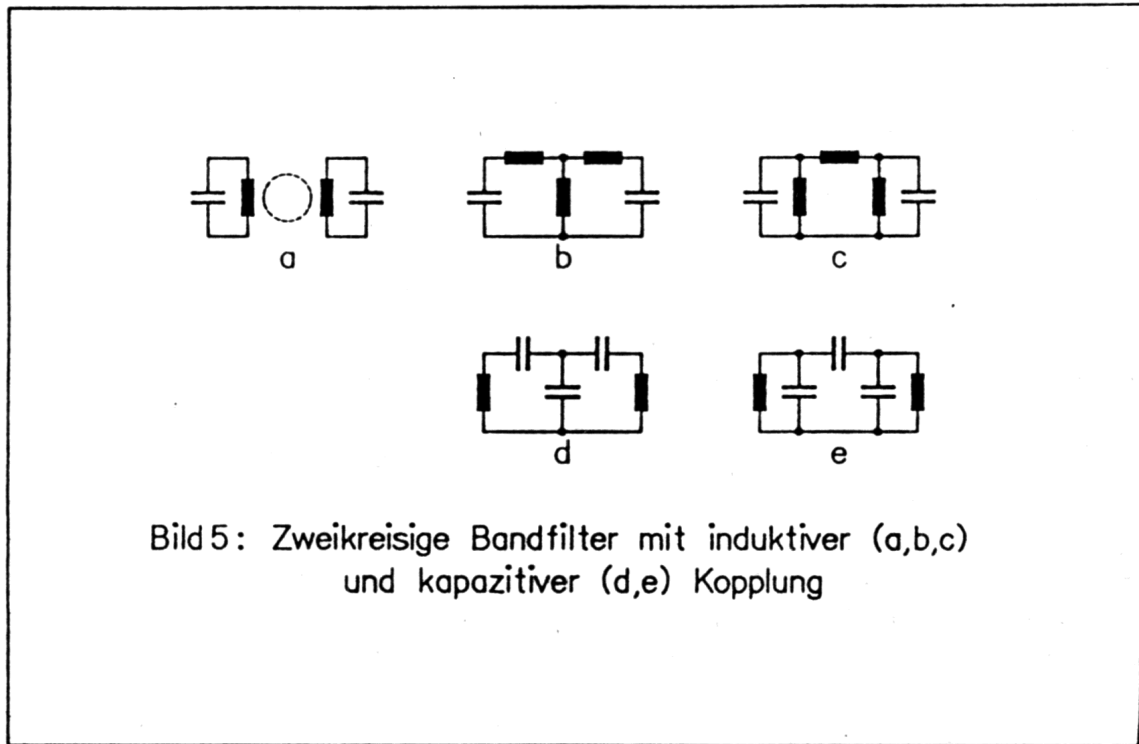 a
b
c
d
e
Bild 5: Zweikreisige Bandfilter mit induktiver (a,b,c)
und kapazitiver (d,e) Kopplung